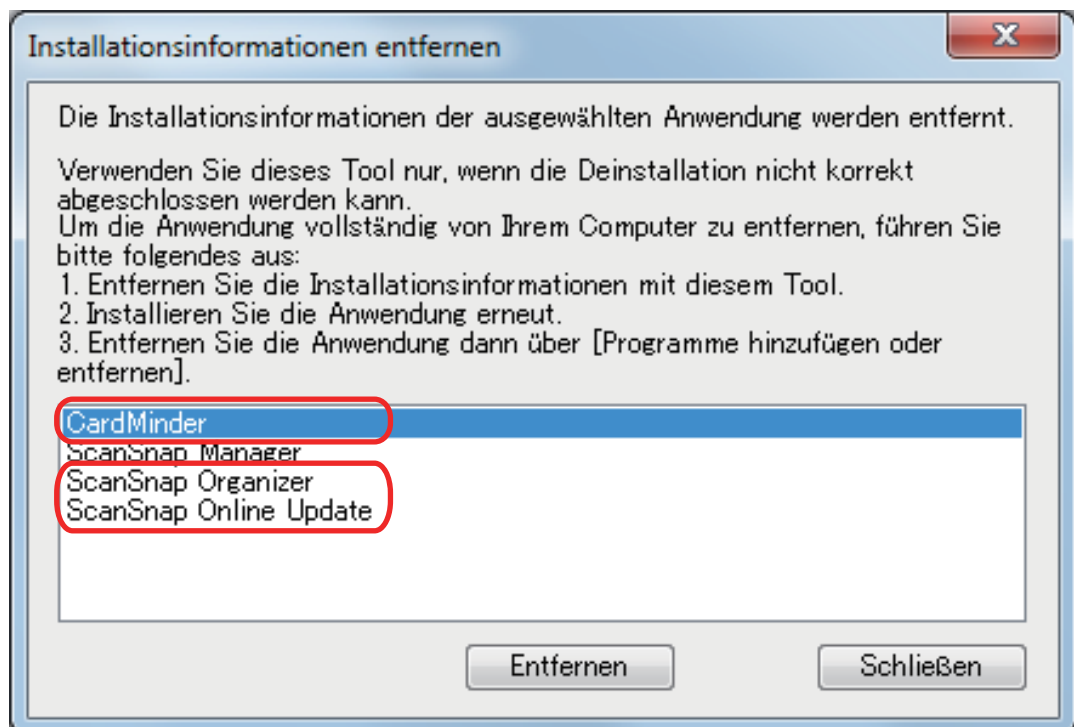 Installationsinformationen entfernen
Die Installationsinformationen der ausgewählten Anwendung werden entfernt.
Verwenden Sie dieses Tool nur, wenn die Deinstallation nicht korrekt
abgeschlossen werden kann.
Um die Anwendung vollständig von Ihrem Computer zu entfernen, führen Sie
bitte folgendes aus:
1. Entfernen Sie die Installationsinformationen mit diesem Tool.
2. Installieren Sie die Anwendung erneut.
3. Entfernen Sie die Anwendung dann über [Programme hinzufügen oder
entfernen].
CardMinder
ScanSnap Manager
ScanSnap Organizer
ScanSnap Online Update
Entfernen
Schließen